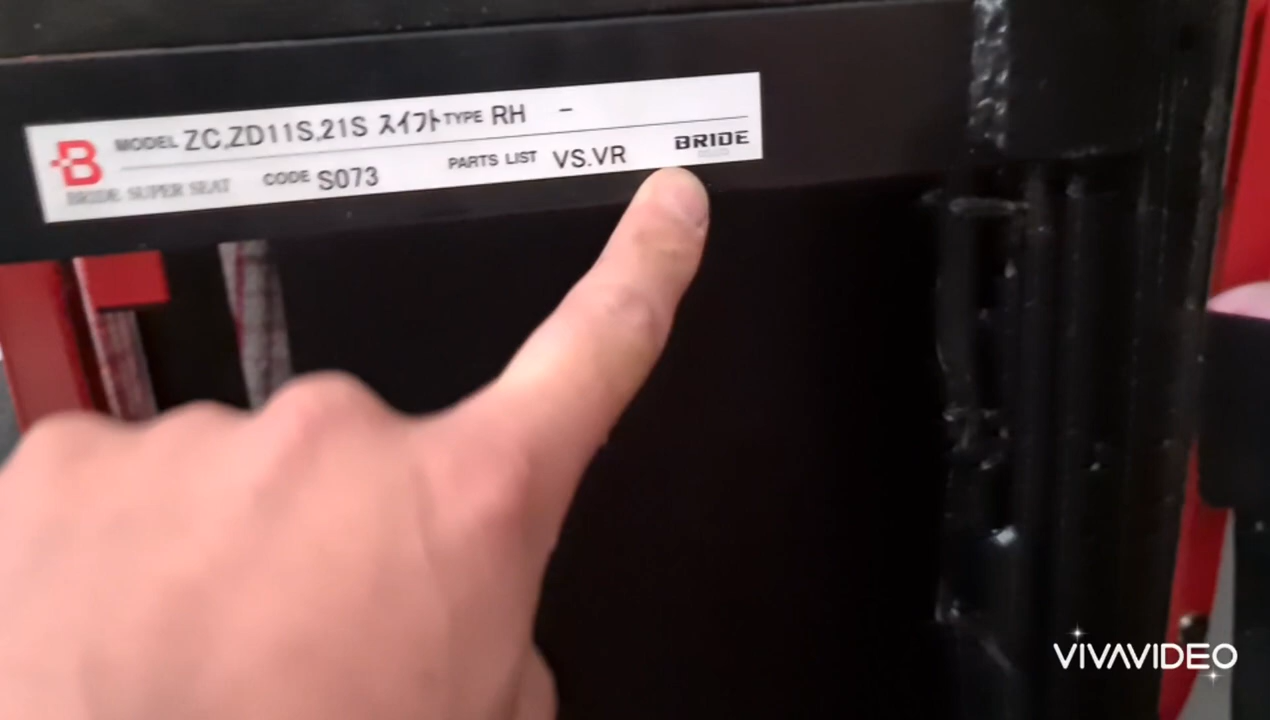 MODEL ZC,ZD11S,21S スイフト TYPE RH -
BRIDE SUPER SEAT CODE S073 PARTS LIST VS.VR BRIDE
VIVAVIDEO